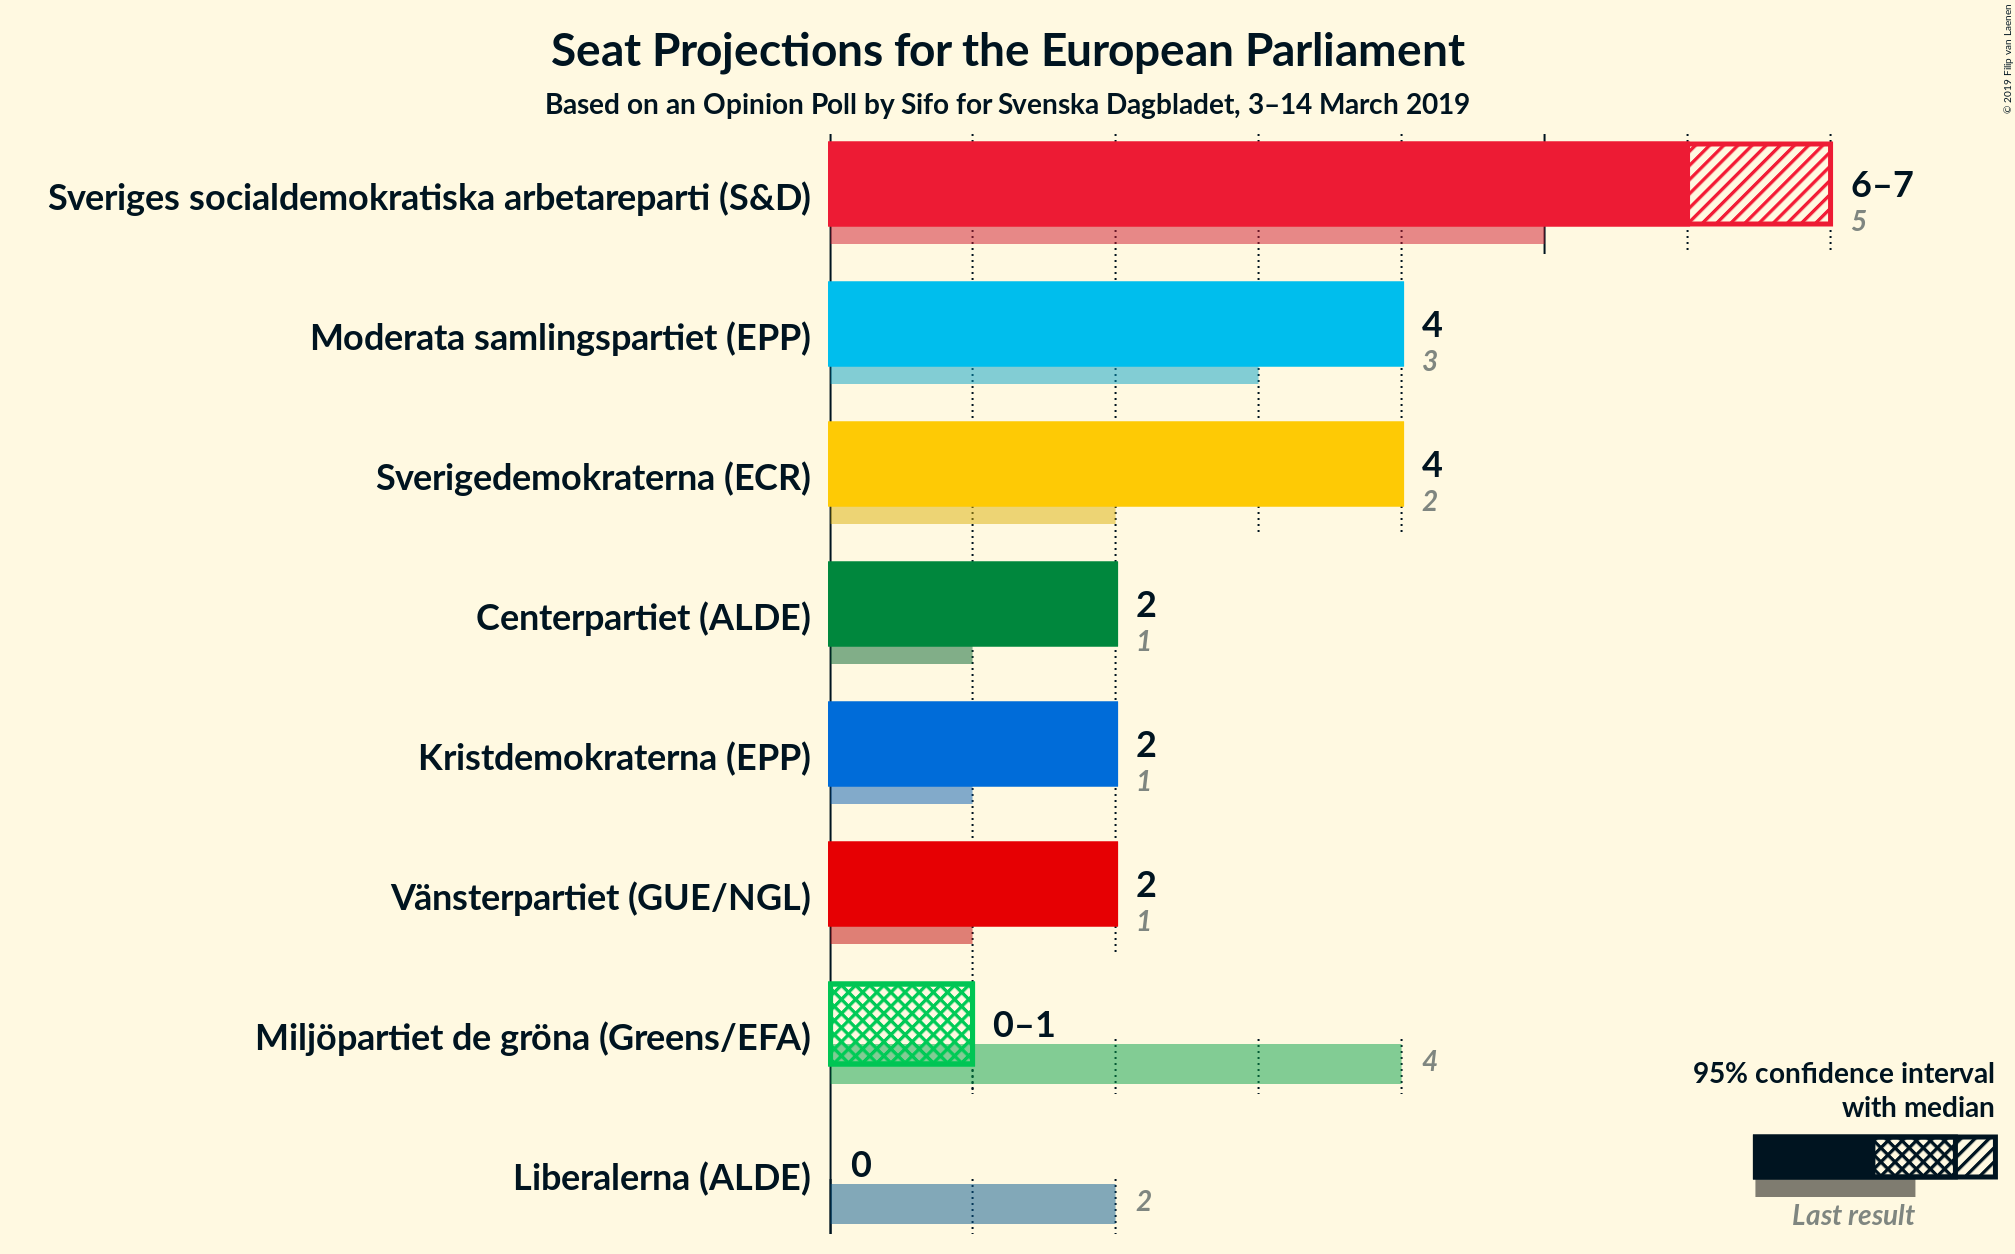 Seat Projections for the European Parliament
Based on an Opinion Poll by Sifo for Svenska Dagbladet, 3–14 March 2019
© 2019 Filip van Laenen
Sveriges socialdemokratiska arbetareparti (S&D)
6–7
5
Moderata samlingspartiet (EPP)
4
3
Sverigedemokraterna (ECR)
4
2
Centerpartiet (ALDE)
2
1
Kristdemokraterna (EPP)
2
1
Vänsterpartiet (GUE/NGL)
2
1
Miljöpartiet de gröna (Greens/EFA)
0–1
4
Liberalerna (ALDE)
0
2
95% confidence interval
with median
Last result